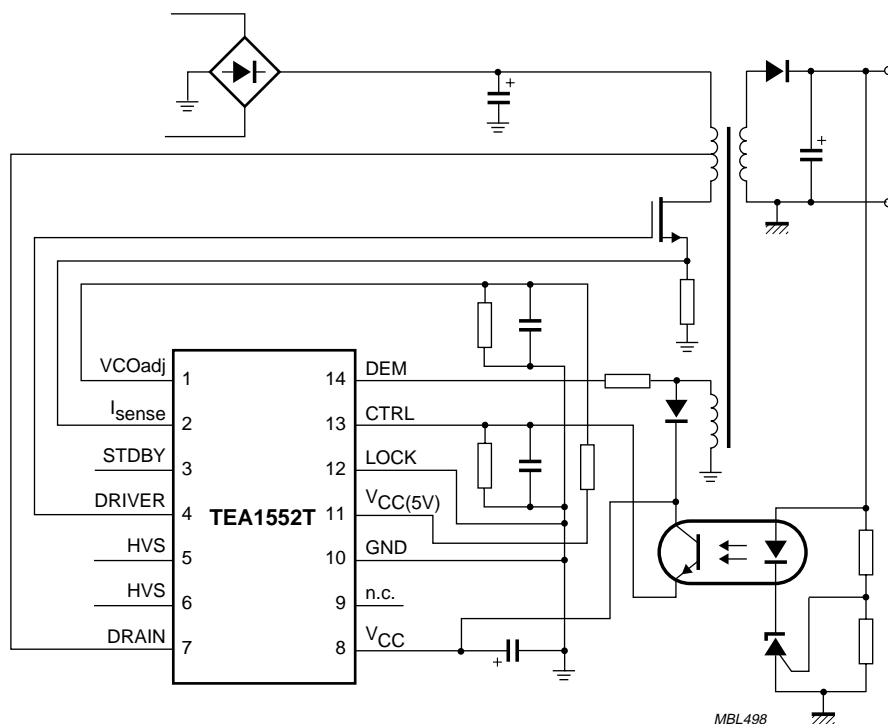 VCOadj 1
Isense 2
STDBY 3
DRIVER 4
HVS 5
HVS 6
DRAIN 7
TEA1552T
14 DEM
13 CTRL
12 LOCK
11 VCC(5V)
10 GND
9 n.c.
8 VCC
+
+
+
MBL498